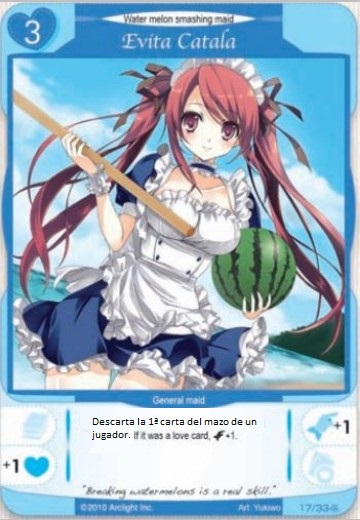 3
Water melon smashing maid
Evita Catala
General maid
Descarta la 1ª carta del mazo de un
jugador. If it was a love card, +1.
+1
+1
"Breaking watermelons is a real skill."
©2010 Arclight Inc.
Art Yukiwo
17/33-iii